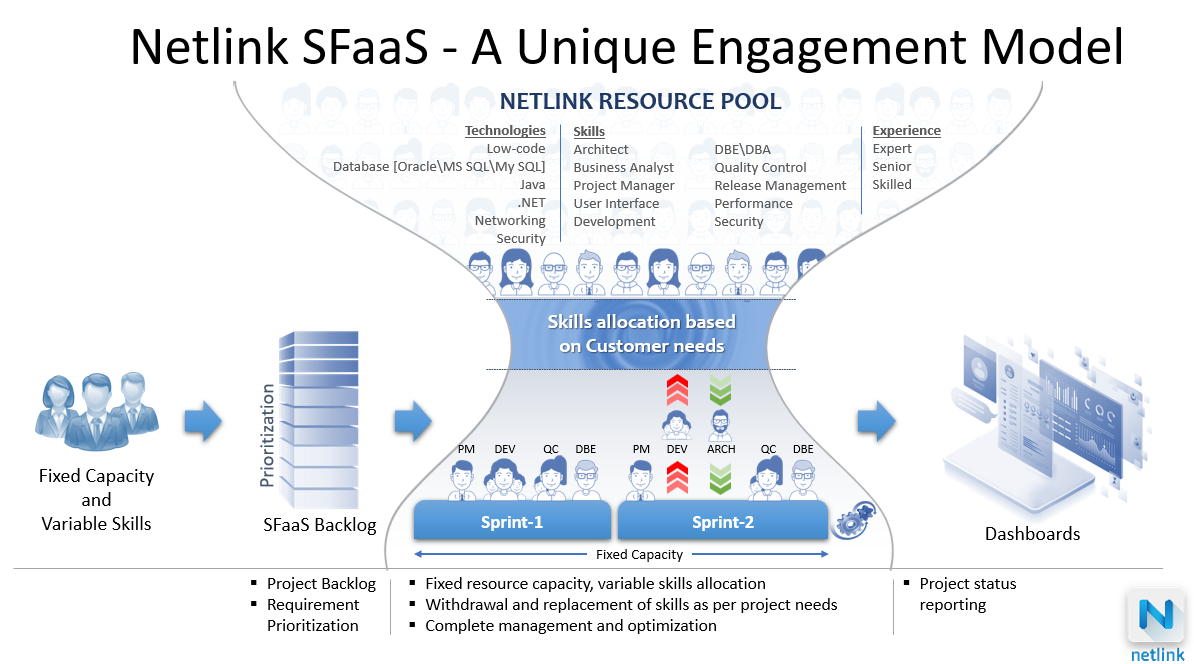 Netlink SFaaS - A Unique Engagement Model
NETLINK RESOURCE POOL
Technologies
Low-code
Database [Oracle\MS SQL\My SQL]
Java
.NET
Networking
Security
Skills
Architect
Business Analyst
Project Manager
User Interface
Development
DBE\DBA
Quality Control
Release Management
Performance
Security
Experience
Expert
Senior
Skilled
Skills allocation based
on Customer needs
Fixed Capacity
and
Variable Skills
Prioritization
SFaaS Backlog
PM DEV QC DBE
PM DEV ARCH QC DBE
Sprint-1
Sprint-2
Fixed Capacity
Dashboards
▪ Project Backlog
▪ Requirement
Prioritization
▪ Fixed resource capacity, variable skills allocation
▪ Withdrawal and replacement of skills as per project needs
▪ Complete management and optimization
▪ Project status
reporting
N
netlink